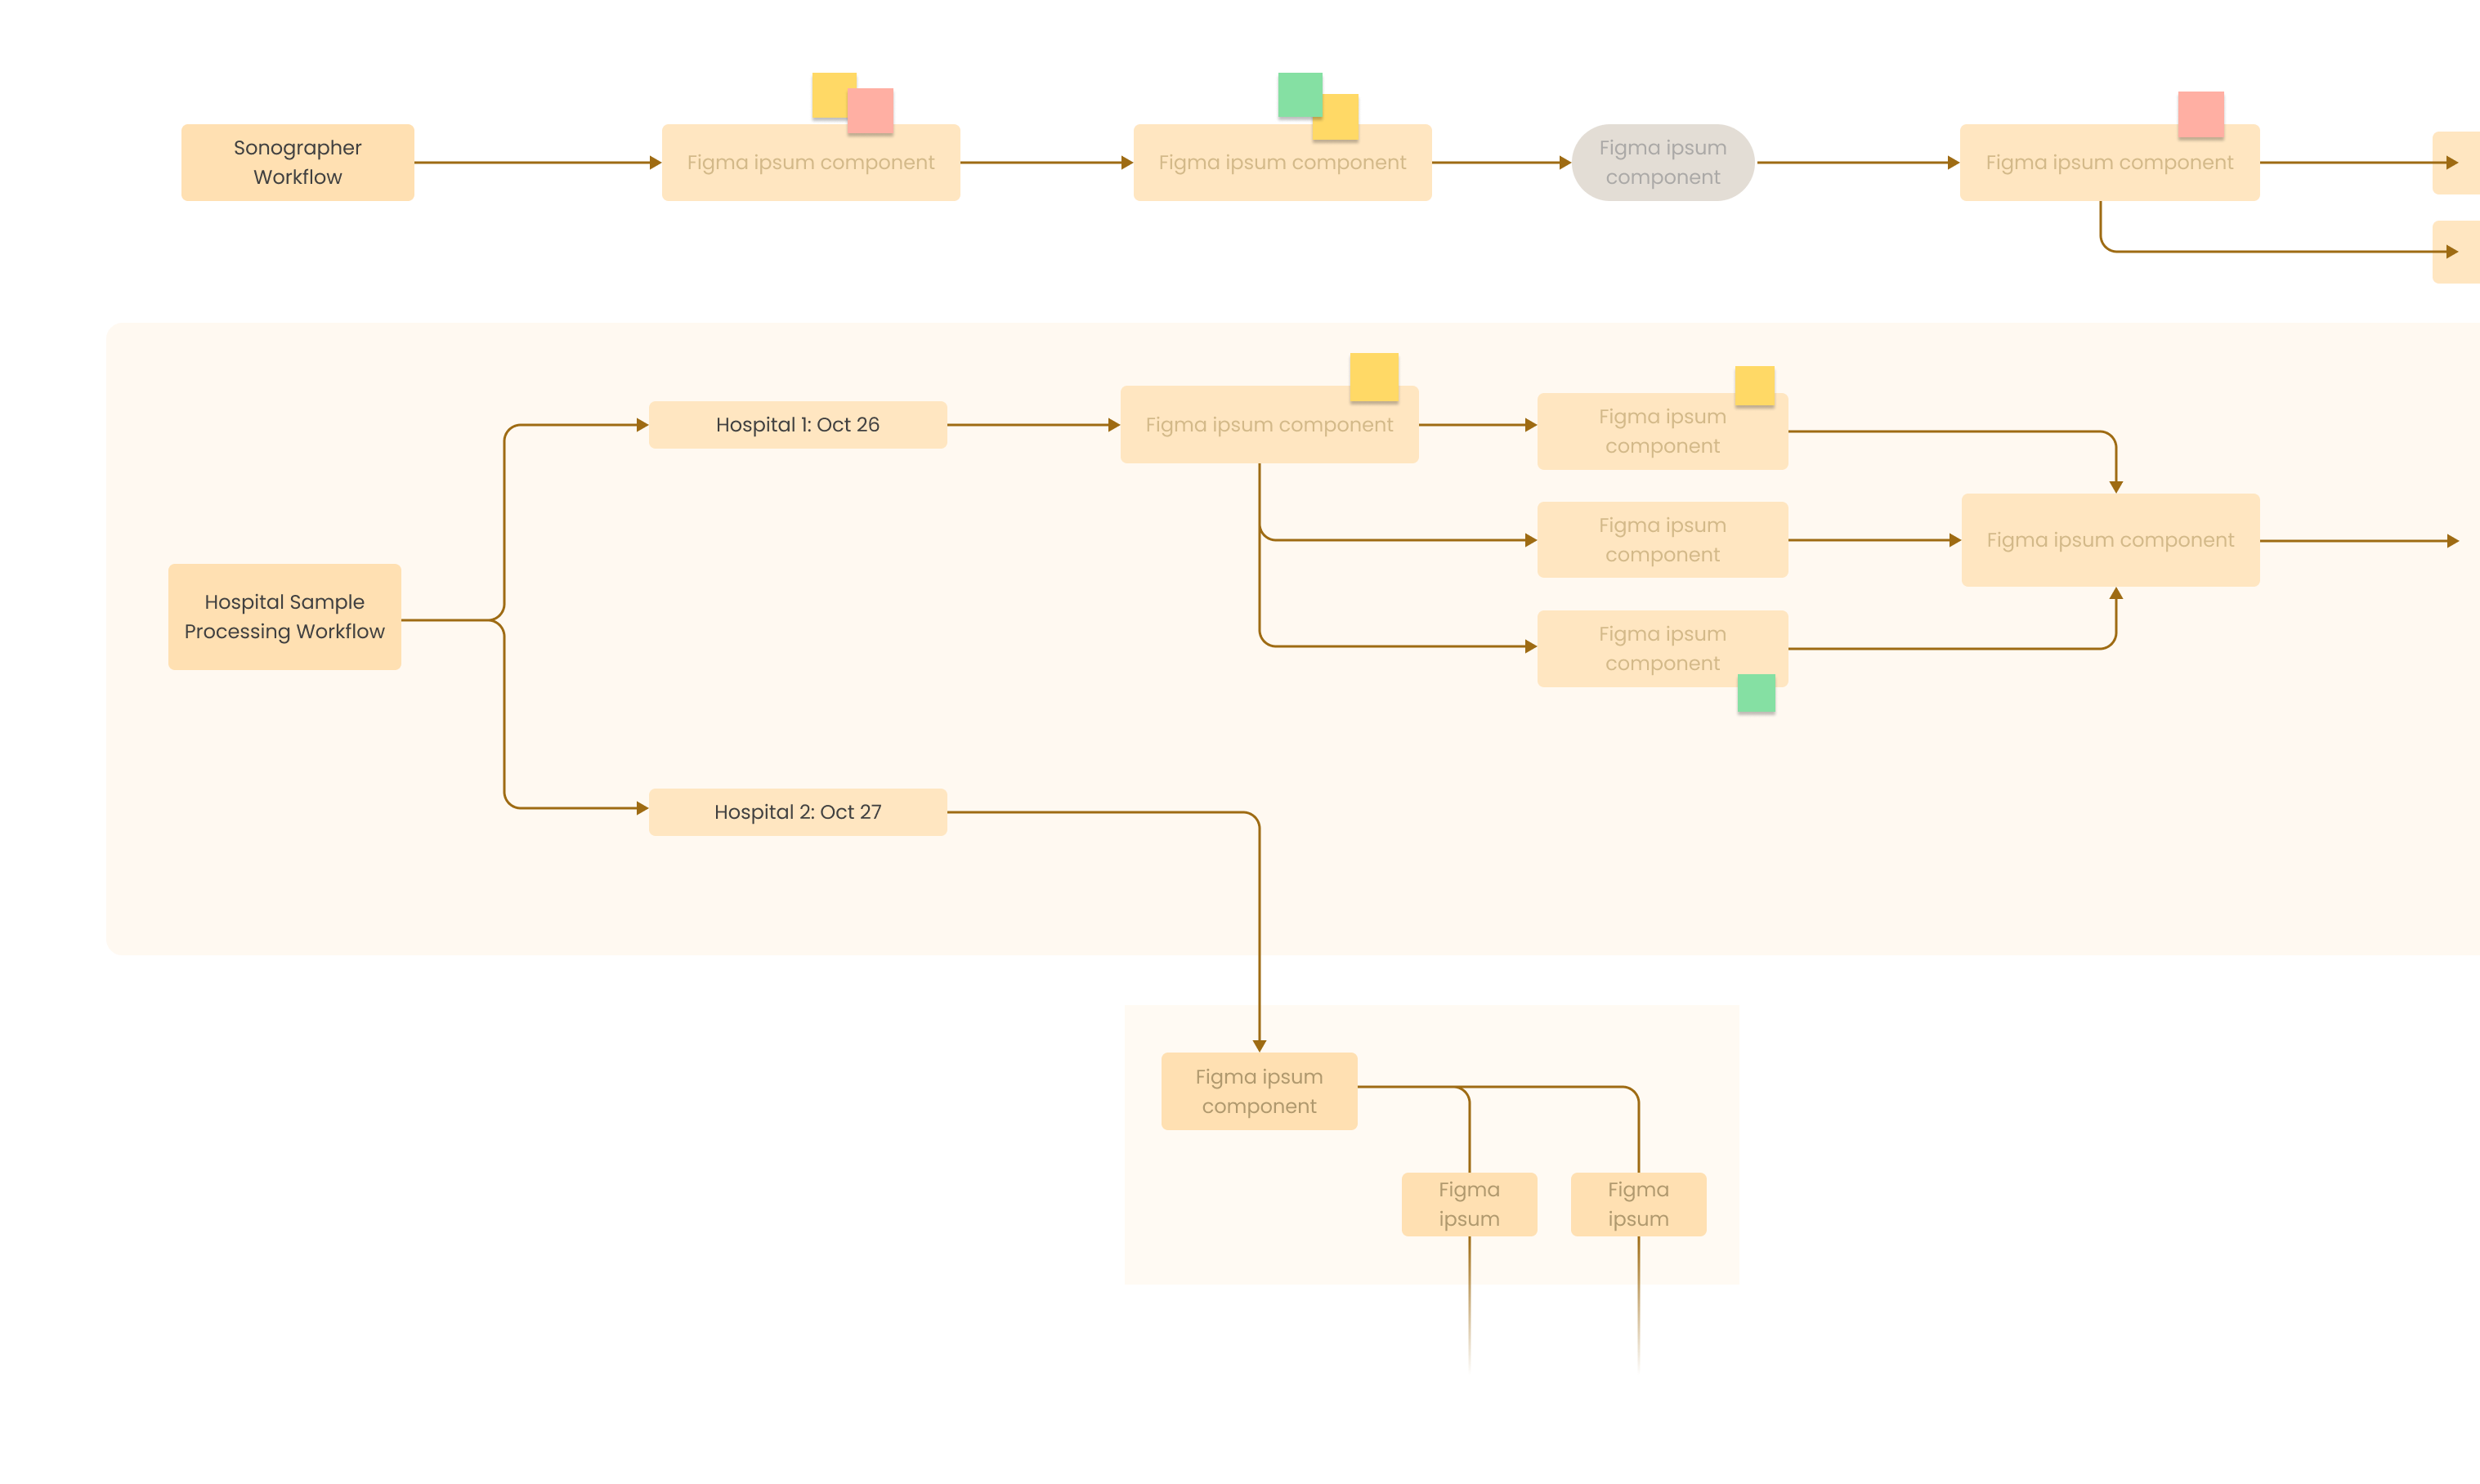 Sonographer
Workflow
Figma ipsum component
Figma ipsum component
Figma ipsum
component
Figma ipsum component
Hospital 1: Oct 26
Figma ipsum component
Figma ipsum
component
Figma ipsum
component
Figma ipsum component
Hospital Sample
Processing Workflow
Figma ipsum
component
Hospital 2: Oct 27
Figma ipsum
component
Figma
ipsum
Figma
ipsum